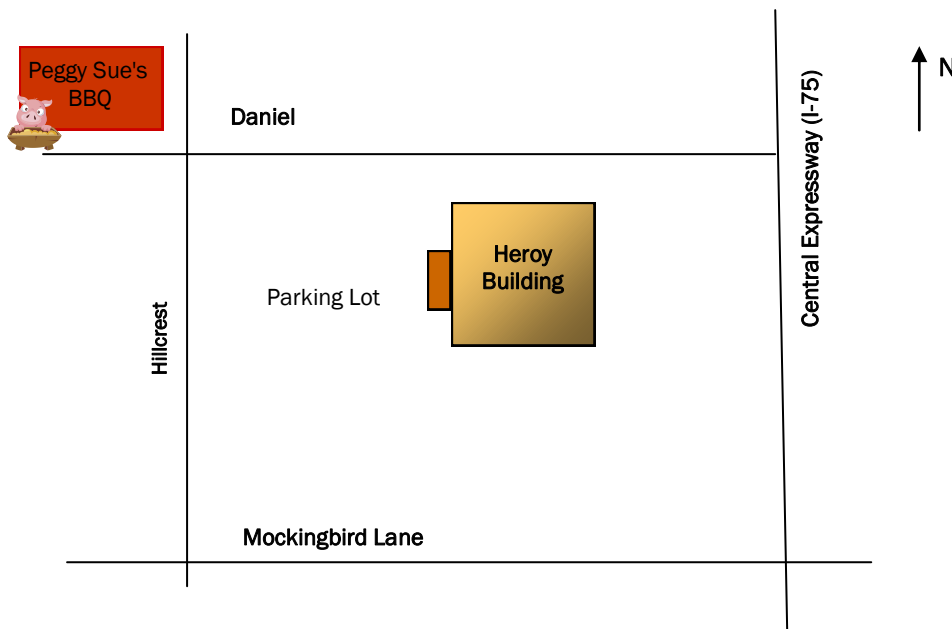 Peggy Sue's
BBQ
N
Daniel
Central Expressway (I-75)
Heroy
Building
Parking Lot
Hillcrest
Mockingbird Lane